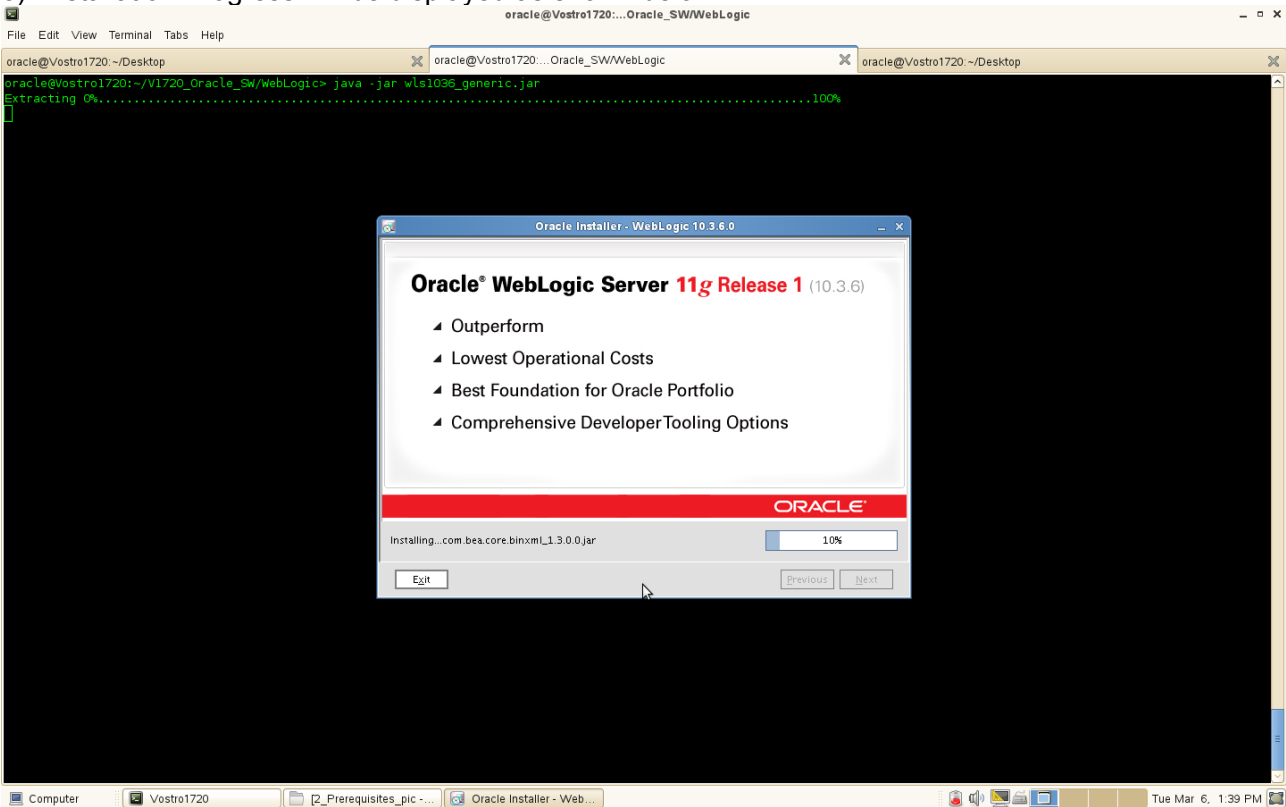 oracle@Vostro1720:...Oracle_SW/WebLogic
File Edit View Terminal Tabs Help
oracle@Vostro1720:~/Desktop
oracle@Vostro1720:...Oracle_SW/WebLogic
oracle@Vostro1720:~/Desktop
oracle@Vostro1720:~/V1720_Oracle_SW/WebLogic> java -jar wls1036_generic.jar
Extracting 0%........................................................................................100%
Oracle Installer - WebLogic 10.3.6.0
Oracle® WebLogic Server 11g Release 1 (10.3.6)
Outperform
Lowest Operational Costs
Best Foundation for Oracle Portfolio
Comprehensive Developer Tooling Options
ORACLE®
Installing...com.bea.core.binxml_1.3.0.0.jar
10%
Exit
Previous
Next
Computer
Vostro1720
[2_Prerequisites_pic -...
Oracle Installer - Web...
Tue Mar 6, 1:39 PM